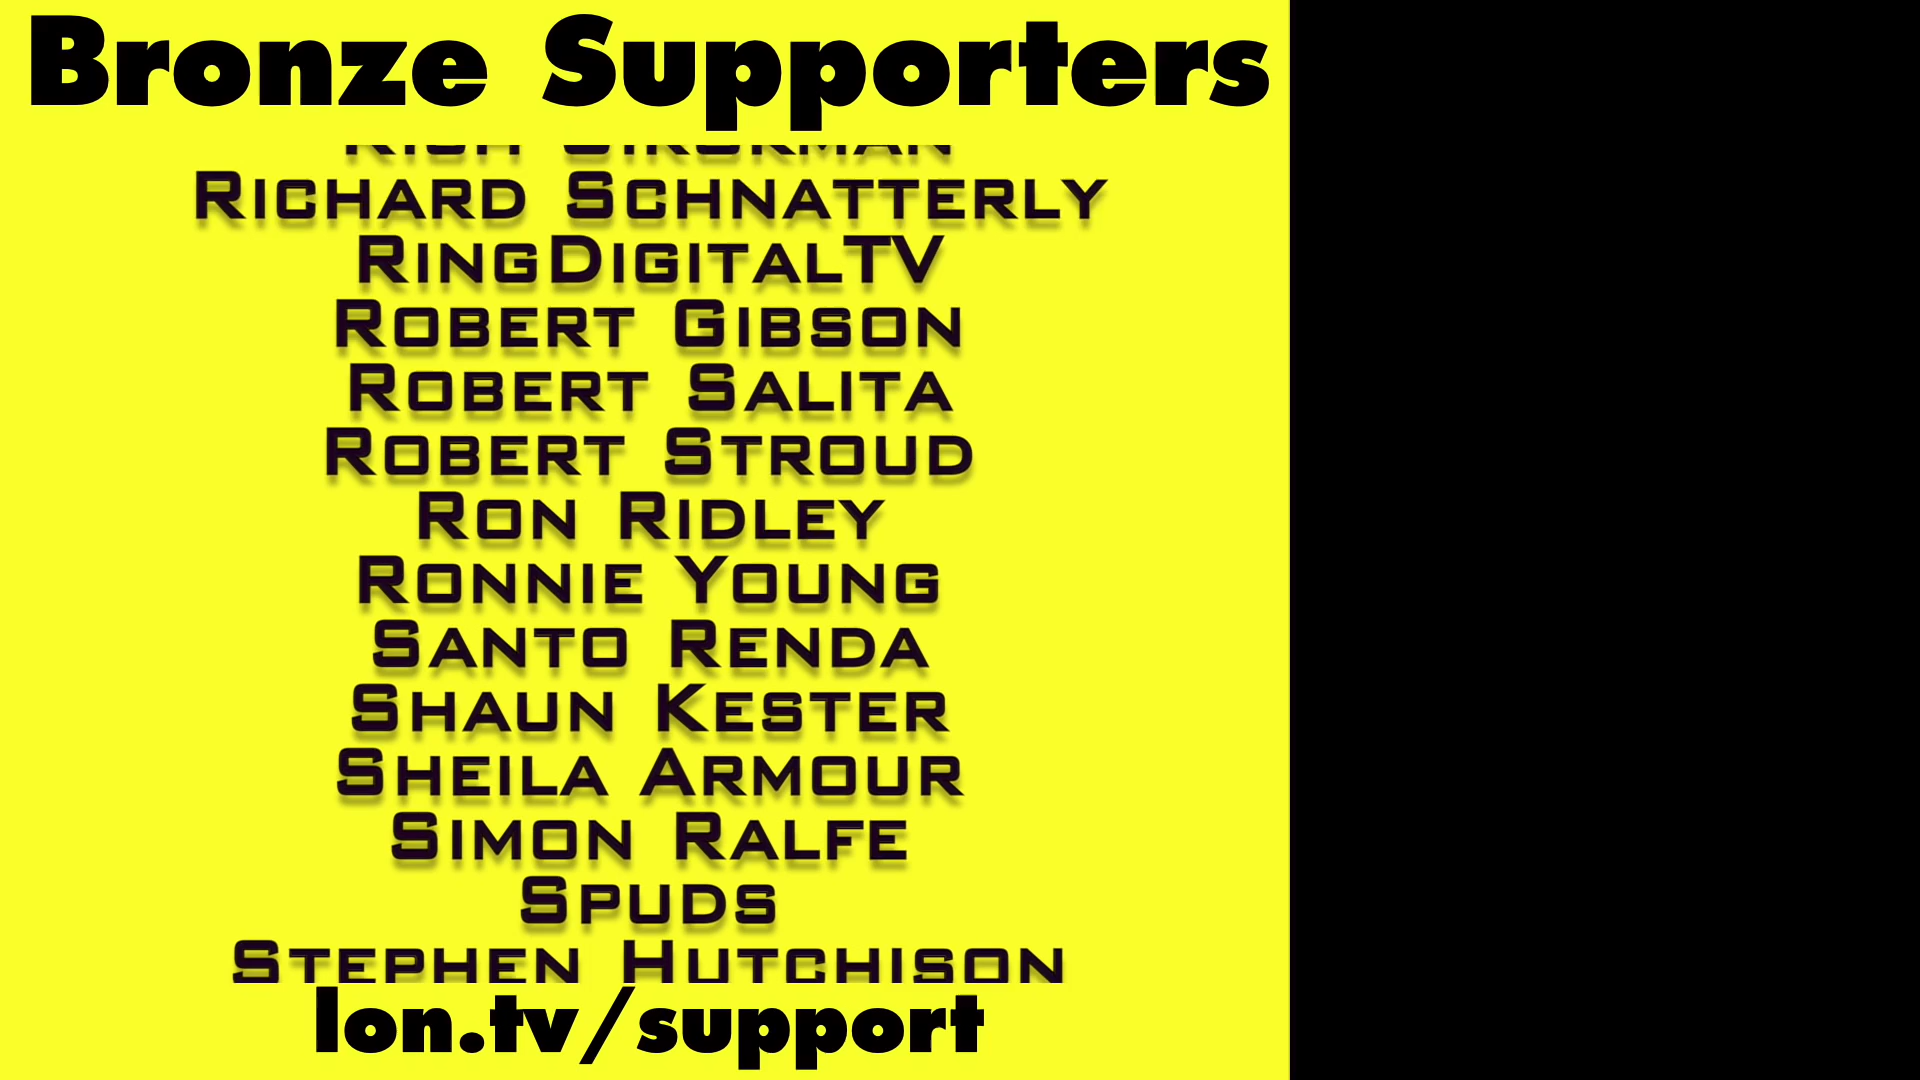 Bronze Supporters
Richard Schnatterly
RingDigitalTV
Robert Gibson
Robert Salita
Robert Stroud
Ron Ridley
Ronnie Young
Santo Renda
Shaun Kester
Sheila Armour
Simon Ralfe
Spuds
Stephen Hutchison
lon.tv/support